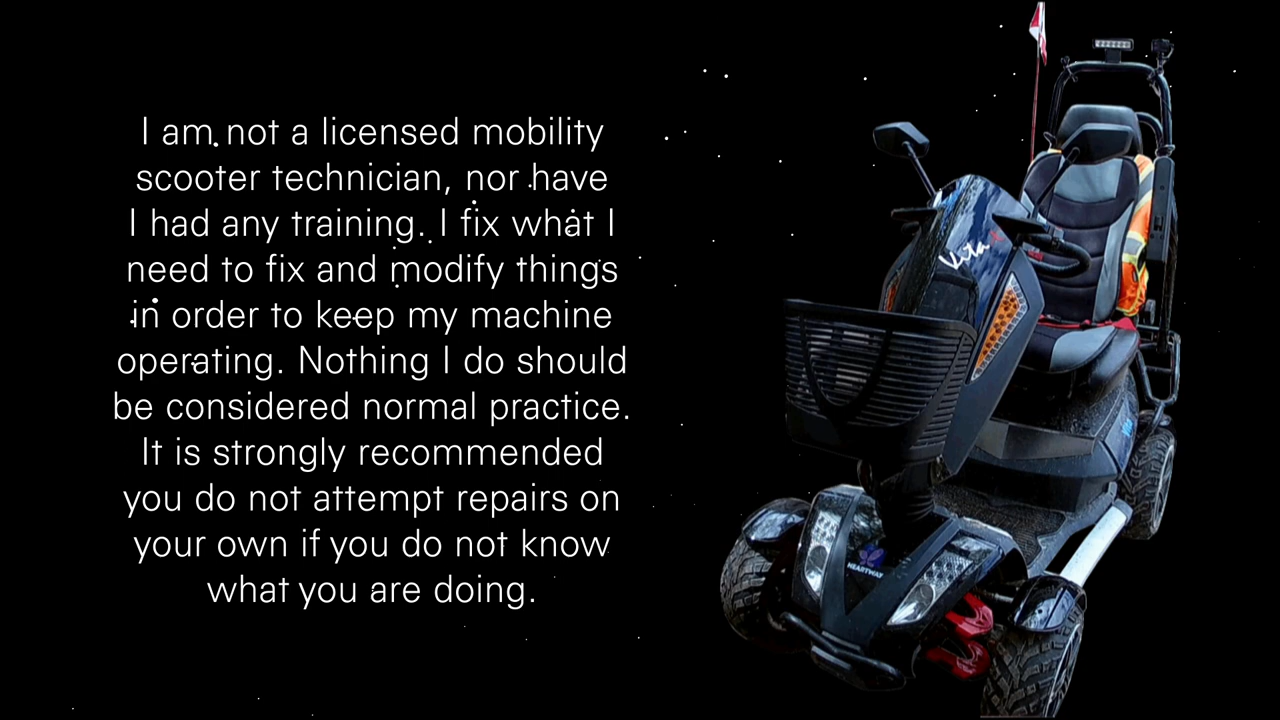 I am not a licensed mobility
scooter technician, nor have
I had any training. I fix what I
need to fix and modify things
in order to keep my machine
operating. Nothing I do should
be considered normal practice.
It is strongly recommended
you do not attempt repairs on
your own if you do not know
what you are doing.
Vita X
HEARTWAY